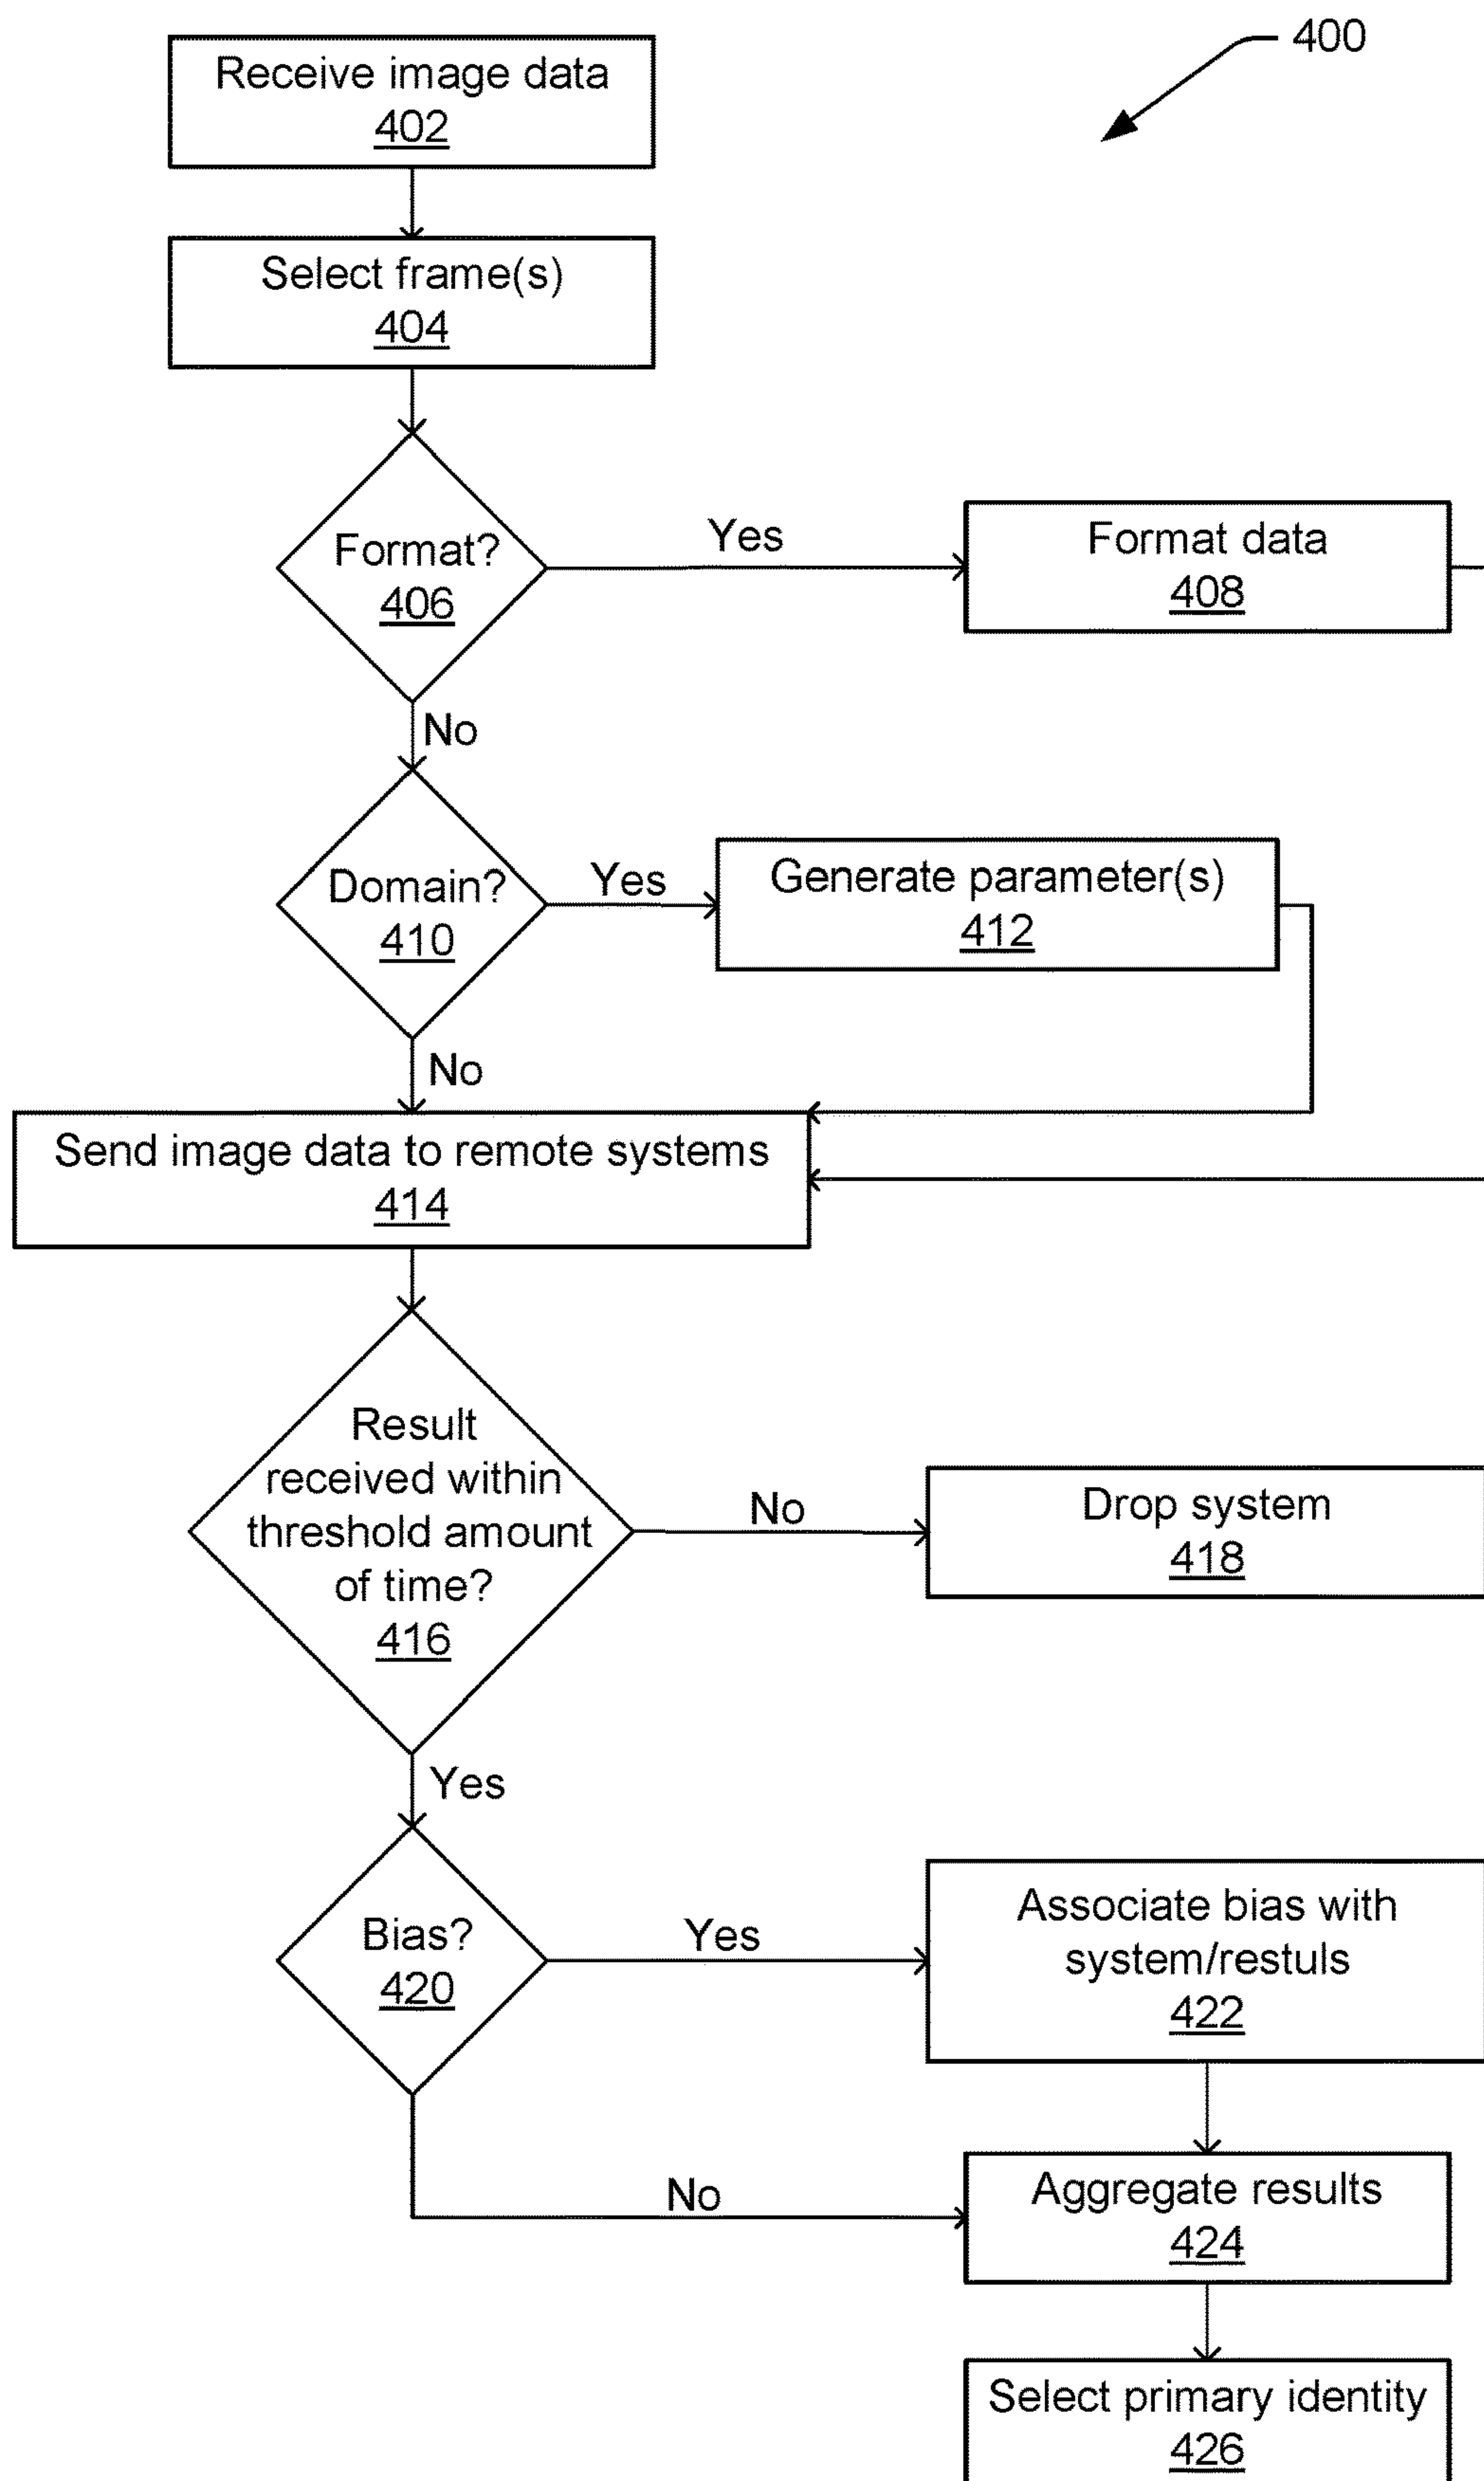 400
Receive image data
402
Select frame(s)
404
Format?
406
Yes
Format data
408
No
Domain?
410
Yes
Generate parameter(s)
412
No
Send image data to remote systems
414
Result
received within
threshold amount
of time?
416
No
Drop system
418
Yes
Bias?
420
Yes
Associate bias with
system/restuls
422
No
Aggregate results
424
Select primary identity
426